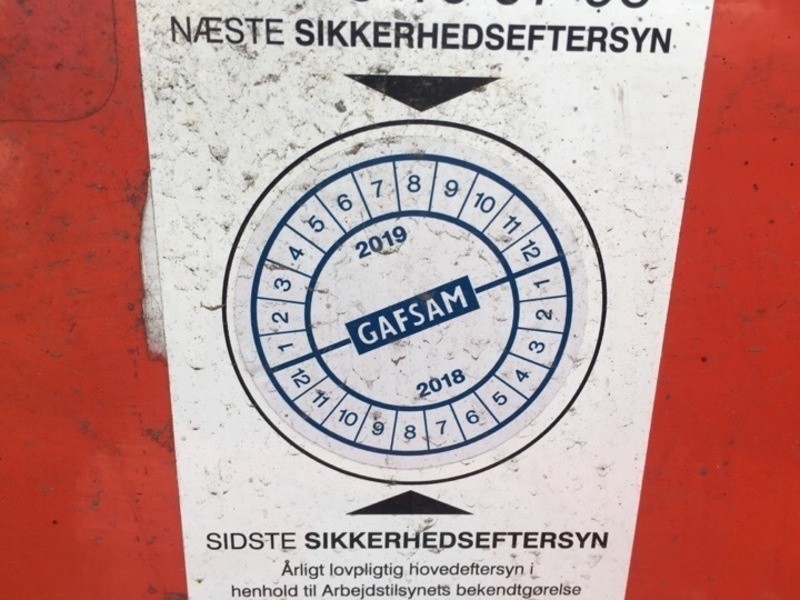 NÆSTE SIKKERHEDSEFTERSYN
1 2 3 4 5 6 7 8 9 10 11 12
2019
GAFSAM
2018
12 11 10 9 8 7 6 5 4 3 2 1
SIDSTE SIKKERHEDSEFTERSYN
Årligt lovpligtig hovedeftersyn i
henhold til Arbejdstilsynets bekendtgørelse